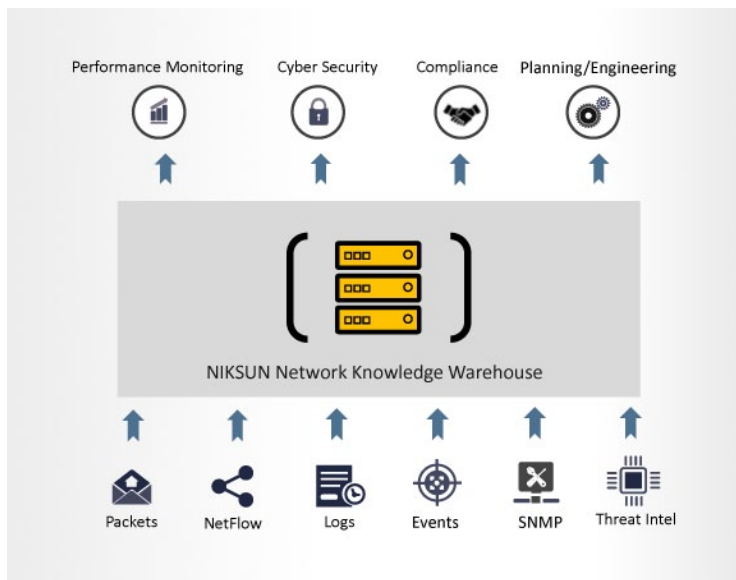 Performance Monitoring
Cyber Security
Compliance
Planning/Engineering
NIKSUN Network Knowledge Warehouse
Packets
NetFlow
Logs
Events
SNMP
Threat Intel